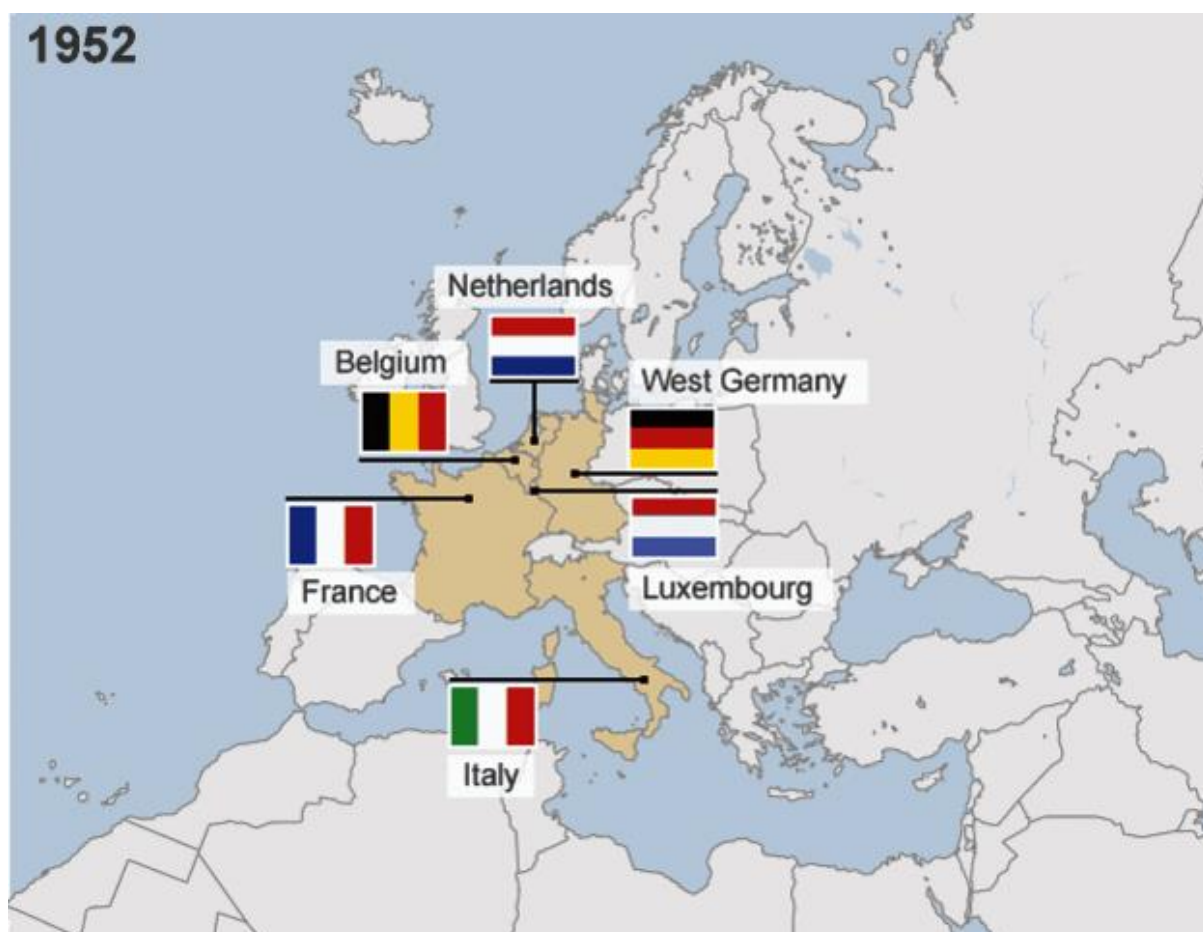 1952
Netherlands
Belgium
West Germany
France
Luxembourg
Italy